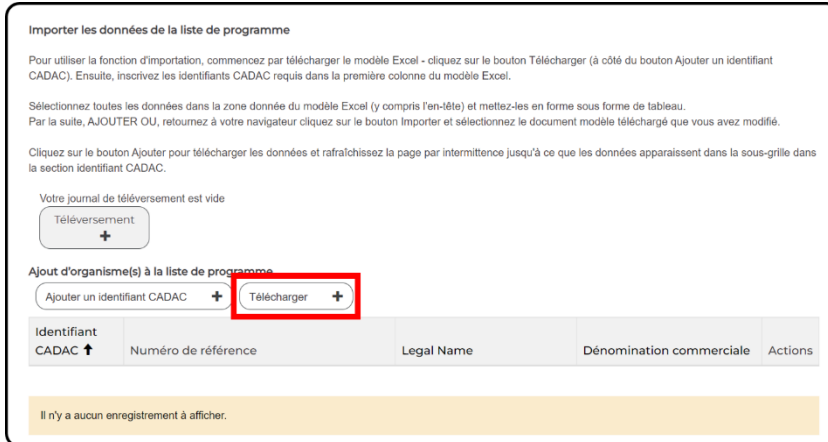 Importer les données de la liste de programme
Pour utiliser la fonction d'importation, commencez par télécharger le modèle Excel - cliquez sur le bouton Télécharger (à côté du bouton Ajouter un identifiant
CADAC). Ensuite, inscrivez les identifiants CADAC requis dans la première colonne du modèle Excel.
Sélectionnez toutes les données dans la zone donnée du modèle Excel (y compris l'en-tête) et mettez-les en forme sous forme de tableau.
Par la suite, AJOUTER OU, retournez à votre navigateur cliquez sur le bouton Importer et sélectionnez le document modèle téléchargé que vous avez modifié.
Cliquez sur le bouton Ajouter pour télécharger les données et rafraîchissez la page par intermittence jusqu'à ce que les données apparaissent dans la sous-grille dans
la section identifiant CADAC.
Votre journal de téléversement est vide
Téléversement
Ajout d'organisme(s) à la liste de programme
Ajouter un identifiant CADAC + Télécharger +
Identifiant
CADAC ↑ Numéro de référence Legal Name Dénomination commerciale Actions
Il n'y a aucun enregistrement à afficher.